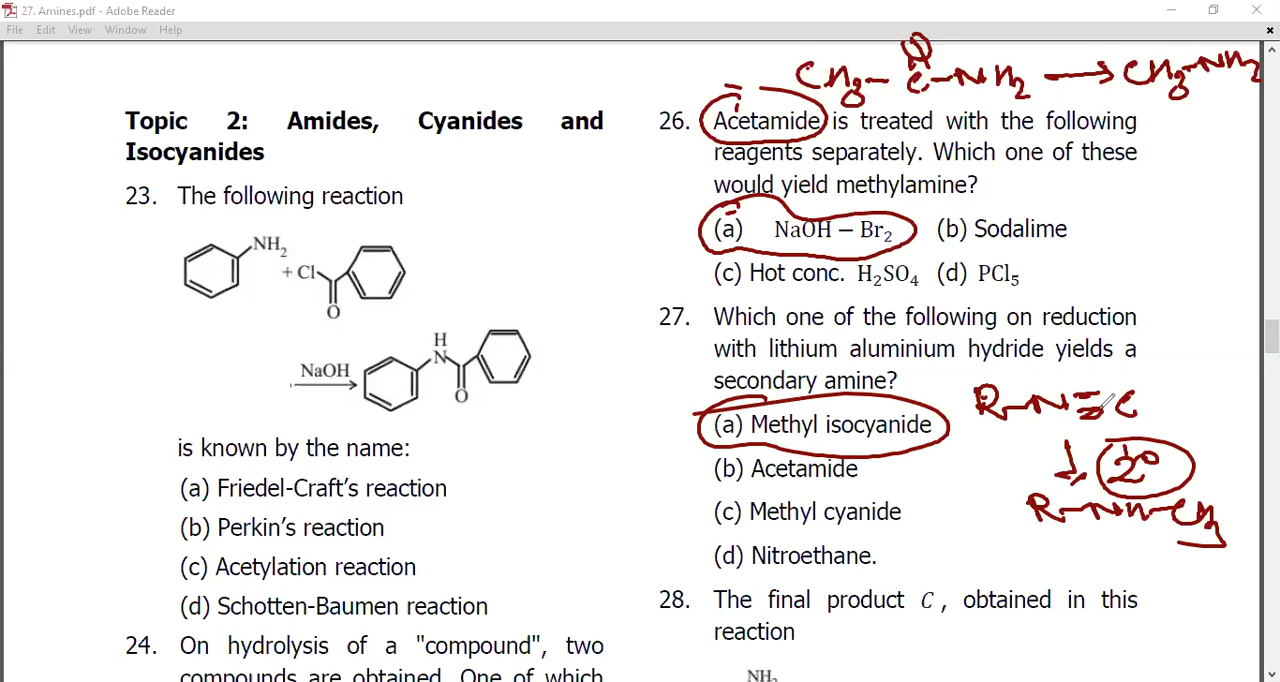 27. Amines.pdf - Adobe Reader
File Edit View Window Help
Topic 2: Amides, Cyanides and
Isocyanides
23. The following reaction
NH2
+ Cl
O
NaOH
H
N
O
is known by the name:
(a) Friedel-Craft's reaction
(b) Perkin's reaction
(c) Acetylation reaction
(d) Schotten-Baumen reaction
24. On hydrolysis of a "compound", two
compounds are obtained. One of which
CH3-C-NH2 → CH3-NH2
O
26. Acetamide is treated with the following
reagents separately. Which one of these
would yield methylamine?
(a) NaOH – Br2 (b) Sodalime
(c) Hot conc. H2SO4 (d) PCl5
27. Which one of the following on reduction
with lithium aluminium hydride yields a
secondary amine?
(a) Methyl isocyanide
(b) Acetamide
(c) Methyl cyanide
(d) Nitroethane.
R-N≡C
2°
R-NH-CH3
28. The final product C, obtained in this
reaction
NH2